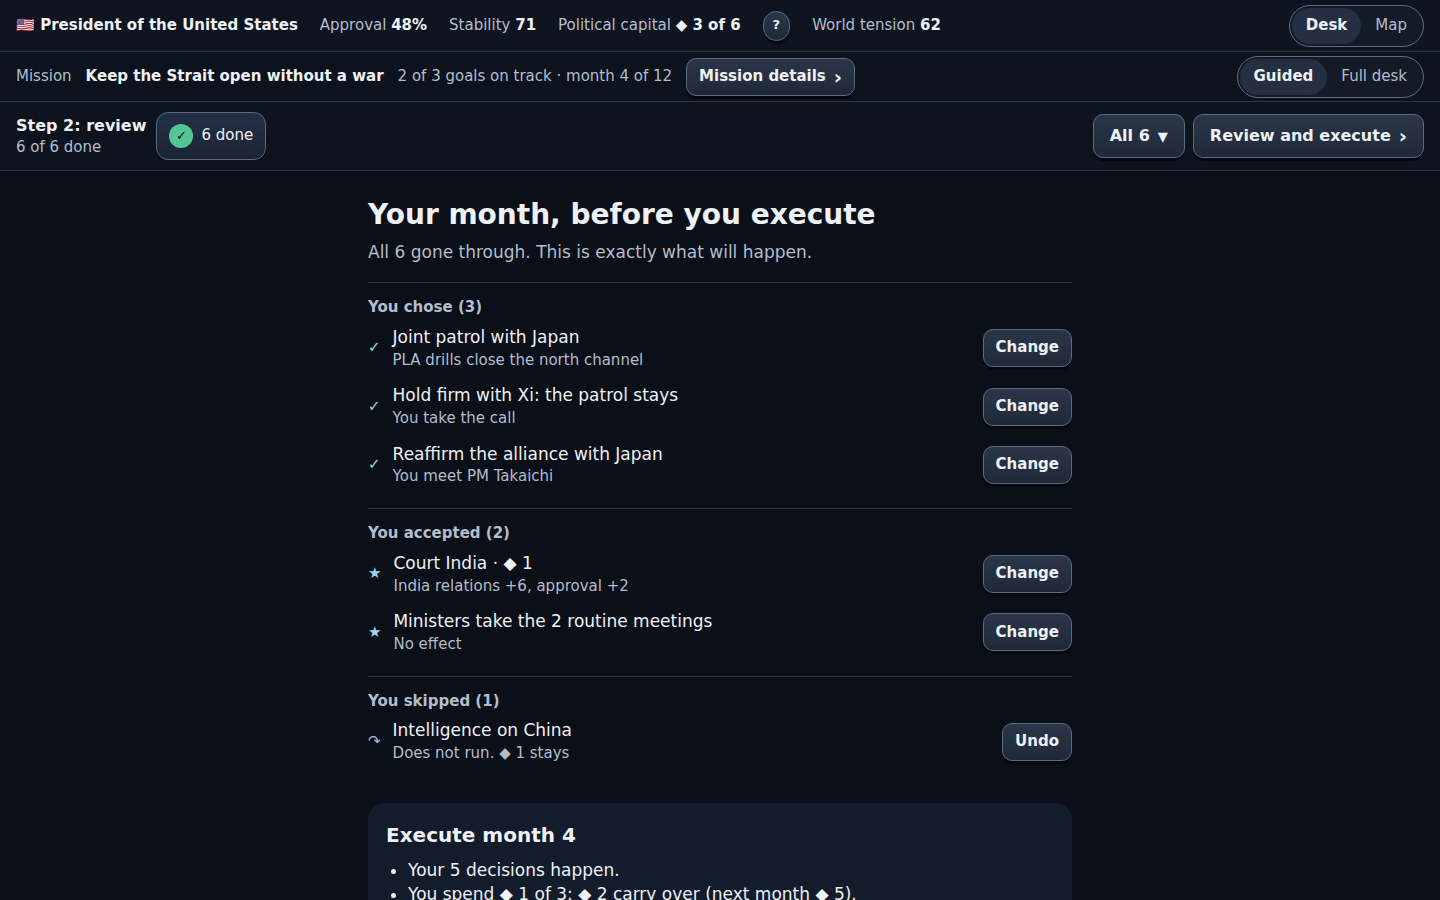 🇺🇸 President of the United States Approval 48% Stability 71 Political capital ◆ 3 of 6 ? World tension 62 Desk Map
Mission Keep the Strait open without a war 2 of 3 goals on track · month 4 of 12 Mission details › Guided Full desk
Step 2: review
6 of 6 done
✓ 6 done
All 6 ▼
Review and execute ›
Your month, before you execute
All 6 gone through. This is exactly what will happen.
You chose (3)
✓ Joint patrol with Japan
PLA drills close the north channel
Change
✓ Hold firm with Xi: the patrol stays
You take the call
Change
✓ Reaffirm the alliance with Japan
You meet PM Takaichi
Change
You accepted (2)
★ Court India · ◆ 1
India relations +6, approval +2
Change
★ Ministers take the 2 routine meetings
No effect
Change
You skipped (1)
↷ Intelligence on China
Does not run. ◆ 1 stays
Undo
Execute month 4
• Your 5 decisions happen.
• You spend ◆ 1 of 3; ◆ 2 carry over (next month ◆ 5).